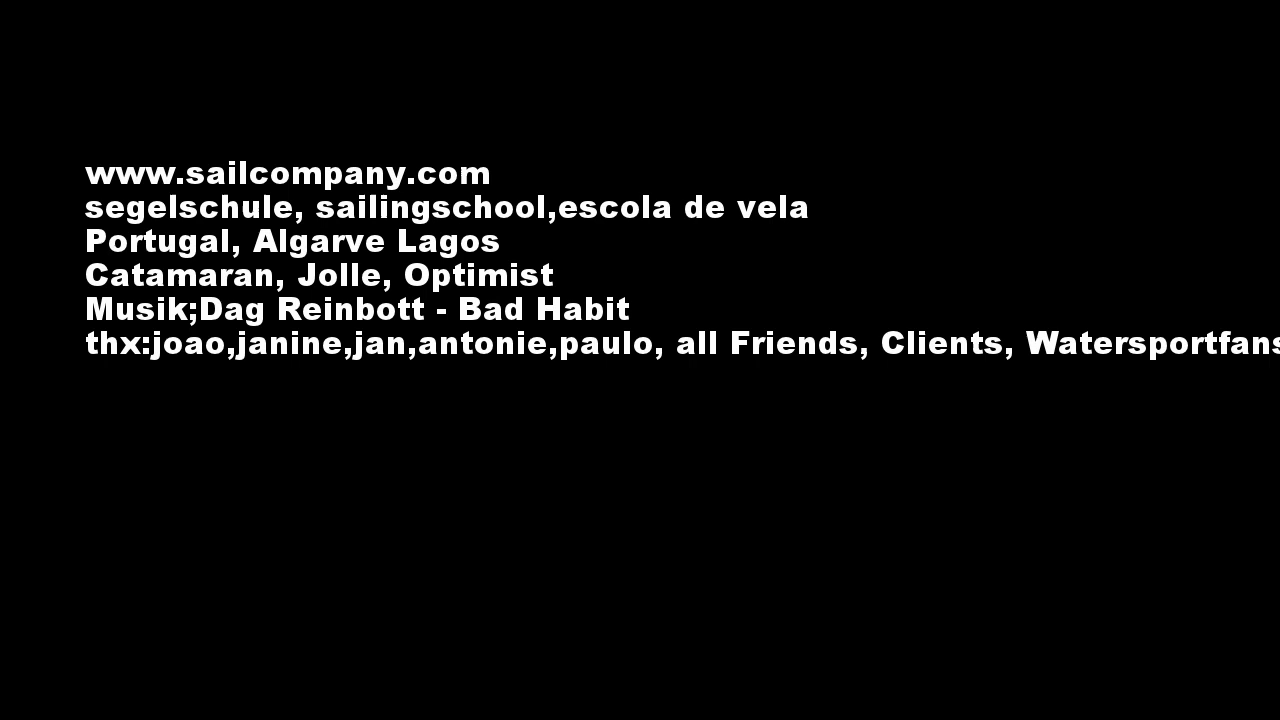 www.sailcompany.com
segelschule, sailingschool,escola de vela
Portugal, Algarve Lagos
Catamaran, Jolle, Optimist
Musik;Dag Reinbott - Bad Habit
thx:joao,janine,jan,antonie,paulo, all Friends, Clients, Watersportfans